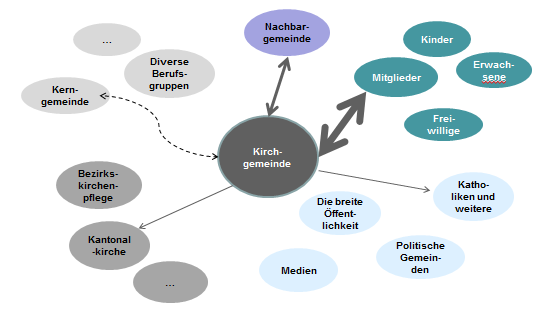 Nachbar-
gemeinde
...
Kinder
Diverse
Berufs-
gruppen
Erwach-
sene
Mitglieder
Kern-
gemeinde
Frei-
willige
Kirch-
gemeinde
Bezirks-
kirchen-
pflege
Katho-
liken und
weitere
Die breite
Öffent-
lichkeit
Kantonal
-kirche
Politische
Gemein-
den
Medien
...